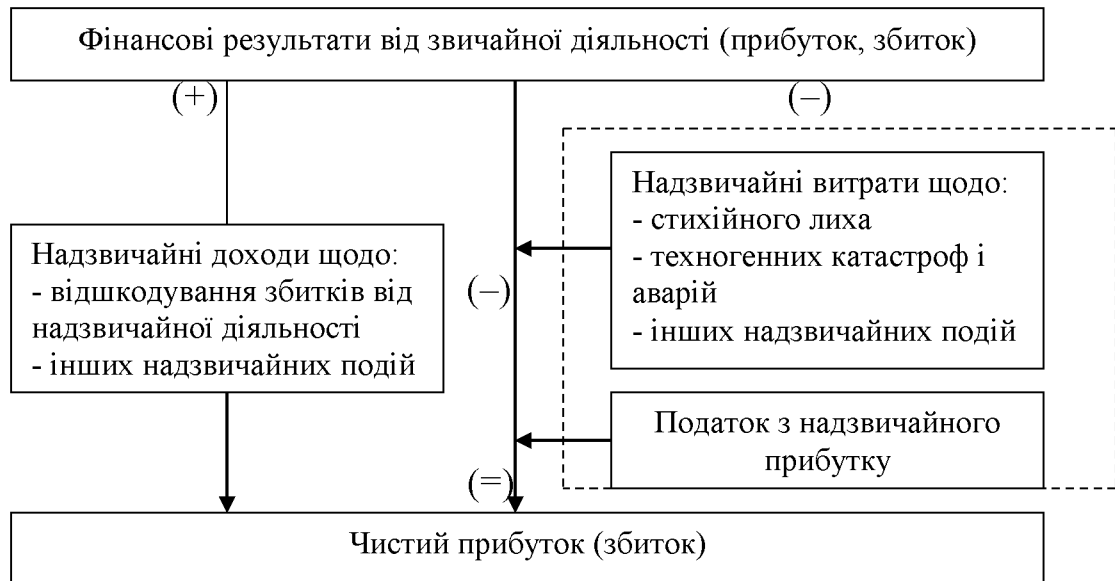 Фінансові результати від звичайної діяльності (прибуток, збиток)
(+)
(–)
Надзвичайні витрати щодо:
- стихійного лиха
- техногенних катастроф і
аварій
- інших надзвичайних подій
Надзвичайні доходи щодо:
- відшкодування збитків від
надзвичайної діяльності
- інших надзвичайних подій
(–)
Податок з надзвичайного
прибутку
(=)
Чистий прибуток (збиток)